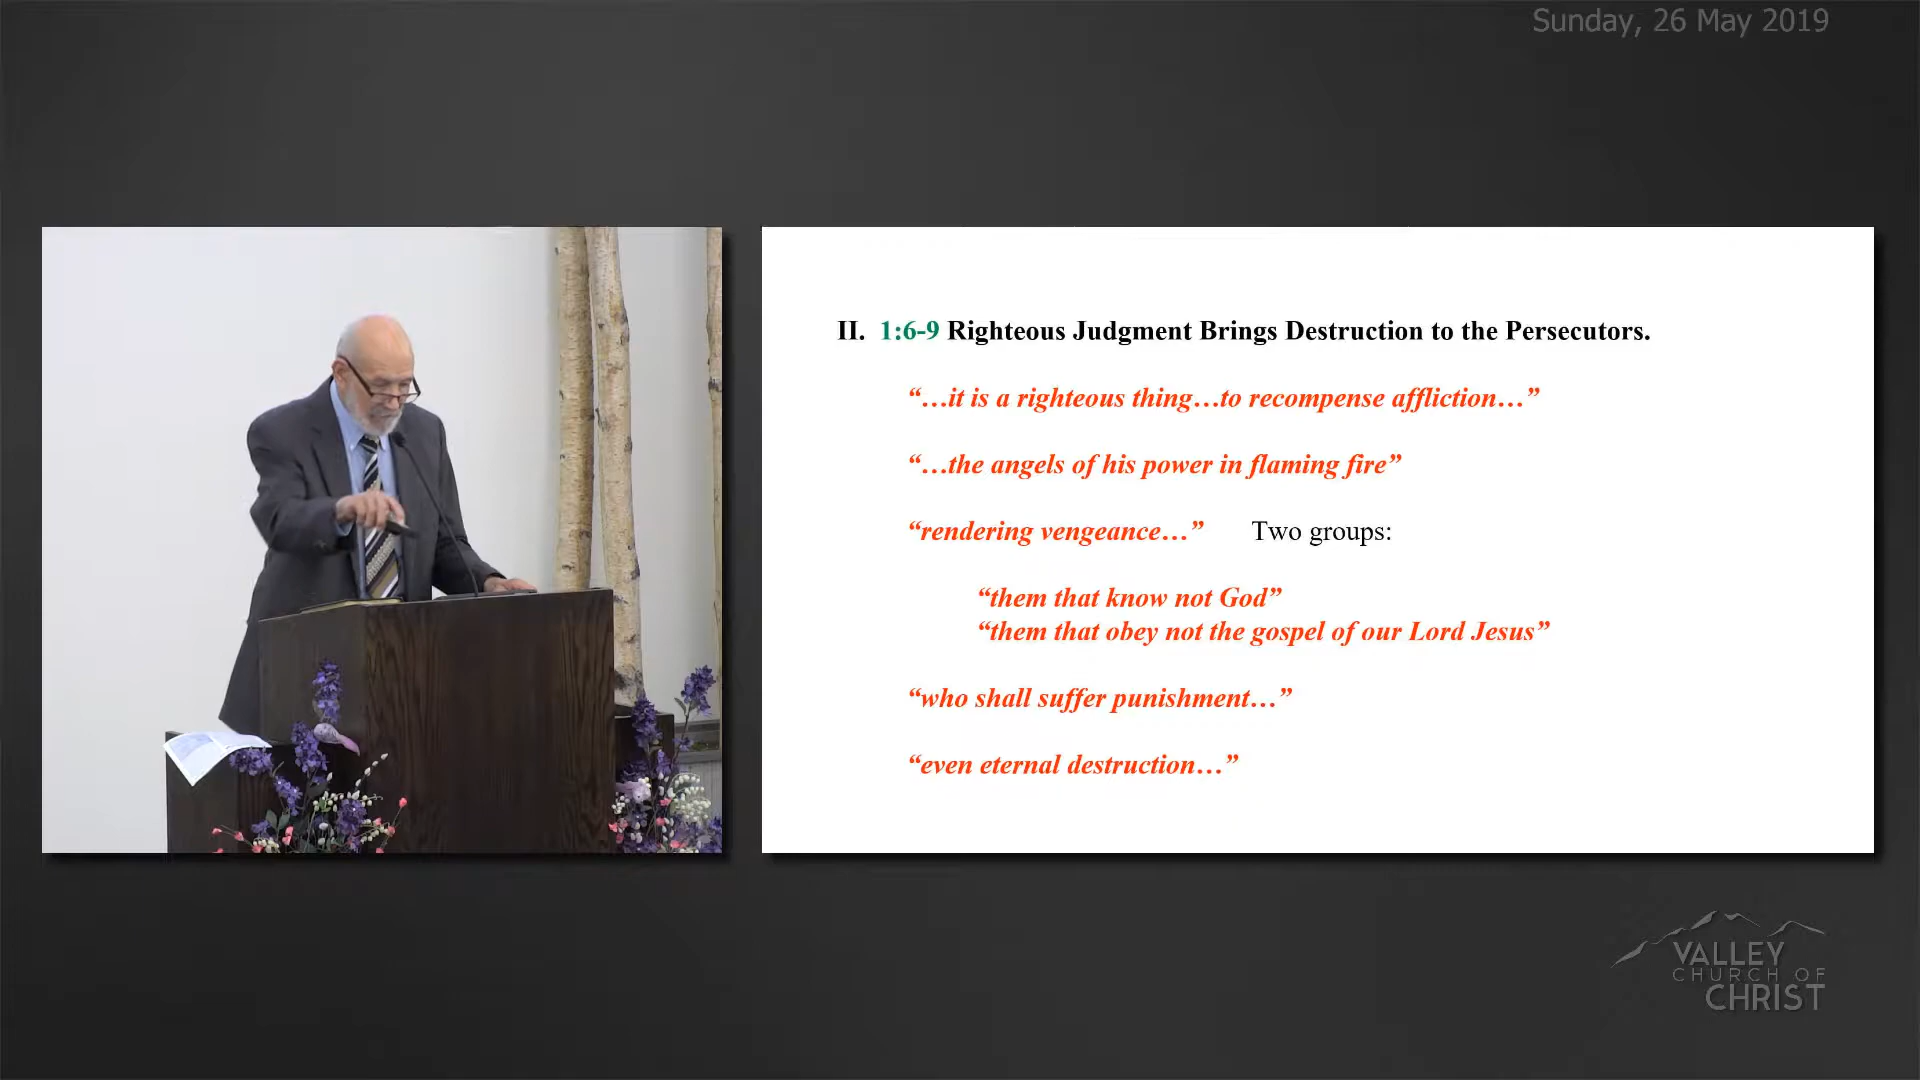 Sunday, 26 May 2019
II. 1:6-9 Righteous Judgment Brings Destruction to the Persecutors.
“…it is a righteous thing…to recompense affliction…”
“…the angels of his power in flaming fire”
“rendering vengeance…” Two groups:
“them that know not God”
“them that obey not the gospel of our Lord Jesus”
“who shall suffer punishment…”
“even eternal destruction…”
VALLEY
CHURCH OF
CHRIST